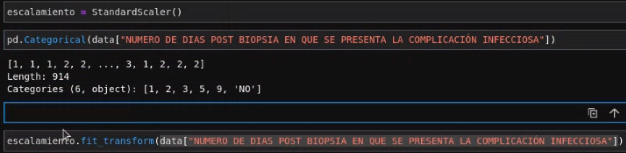 escalamiento = StandardScaler()
pd.Categorical(data["NUMERO DE DIAS POST BIOPSIA EN QUE SE PRESENTA LA COMPLICACIÓN INFECCIOSA"])
[1, 1, 1, 2, 2, ..., 3, 1, 2, 2, 2]
Length: 914
Categories (6, object): [1, 2, 3, 5, 9, 'NO']
escalamiento.fit_transform(data["NUMERO DE DIAS POST BIOPSIA EN QUE SE PRESENTA LA COMPLICACIÓN INFECCIOSA"])